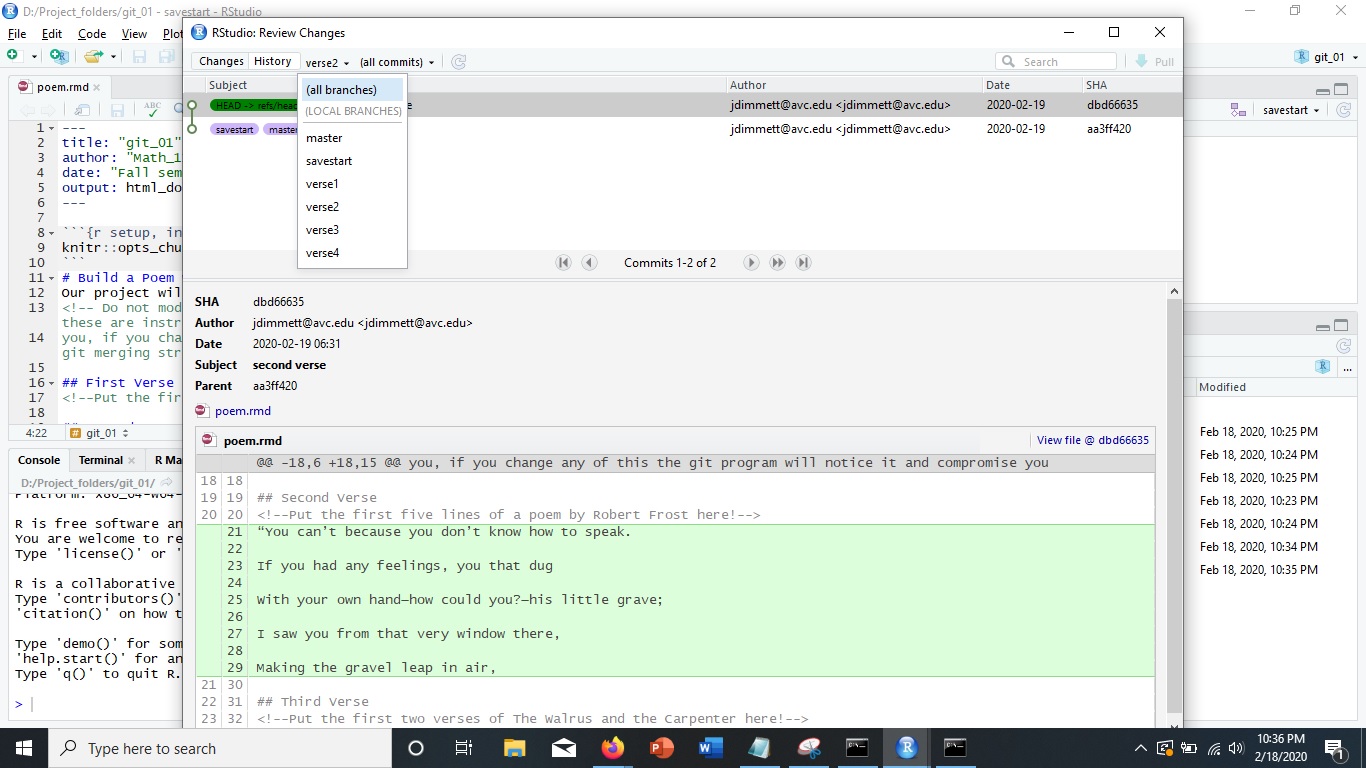 D:/Project_folders/git_01 - savestart - RStudio
File Edit Code View Plot
RStudio: Review Changes
Changes History verse2 (all commits) Search Pull
git_01
poem.rmd
Subject Author Date SHA
(all branches)
HEAD -> refs/head e jdimmett@avc.edu <jdimmett@avc.edu> 2020-02-19 dbd66635
(LOCAL BRANCHES)
savestart master jdimmett@avc.edu <jdimmett@avc.edu> 2020-02-19 aa3ff420
master
savestart
verse1
verse2
verse3
verse4
savestart
ABC
1 ---
2 title: "git_01"
3 author: "Math_1
4 date: "Fall sem
5 output: html_do
6 ---
7
8 ```{r setup, in
9 knitr::opts_chu
10 ```
11 # Build a Poem
12 Our project wil
13 <!-- Do not mod
these are instr
14 you, if you cha
git merging str
15
16 ## First Verse
17 <!--Put the fir
18
4:22 git_01
Commits 1-2 of 2
SHA dbd66635
Author jdimmett@avc.edu <jdimmett@avc.edu>
Date 2020-02-19 06:31
Subject second verse
Parent aa3ff420
poem.rmd
poem.rmd View file @ dbd66635
@@ -18,6 +18,15 @@ you, if you change any of this the git program will notice it and compromise you
18 18
19 19 ## Second Verse
20 20 <!--Put the first five lines of a poem by Robert Frost here!-->
21 “You can’t because you don’t know how to speak.
22
23 If you had any feelings, you that dug
24
25 With your own hand—how could you?—his little grave;
26
27 I saw you from that very window there,
28
29 Making the gravel leap in air,
21 30
22 31 ## Third Verse
23 32 <!--Put the first two verses of The Walrus and the Carpenter here!-->
Console Terminal R Ma
D:/Project_folders/git_01/
Platform: x86_64-w64-
R is free software an
You are welcome to re
Type 'license()' or '
R is a collaborative
Type 'contributors()'
'citation()' on how t
Type 'demo()' for som
'help.start()' for an
Type 'q()' to quit R.
>
...
Modified
Feb 18, 2020, 10:25 PM
Feb 18, 2020, 10:24 PM
Feb 18, 2020, 10:25 PM
Feb 18, 2020, 10:23 PM
Feb 18, 2020, 10:24 PM
Feb 18, 2020, 10:34 PM
Feb 18, 2020, 10:35 PM
Type here to search
10:36 PM
2/18/2020
1